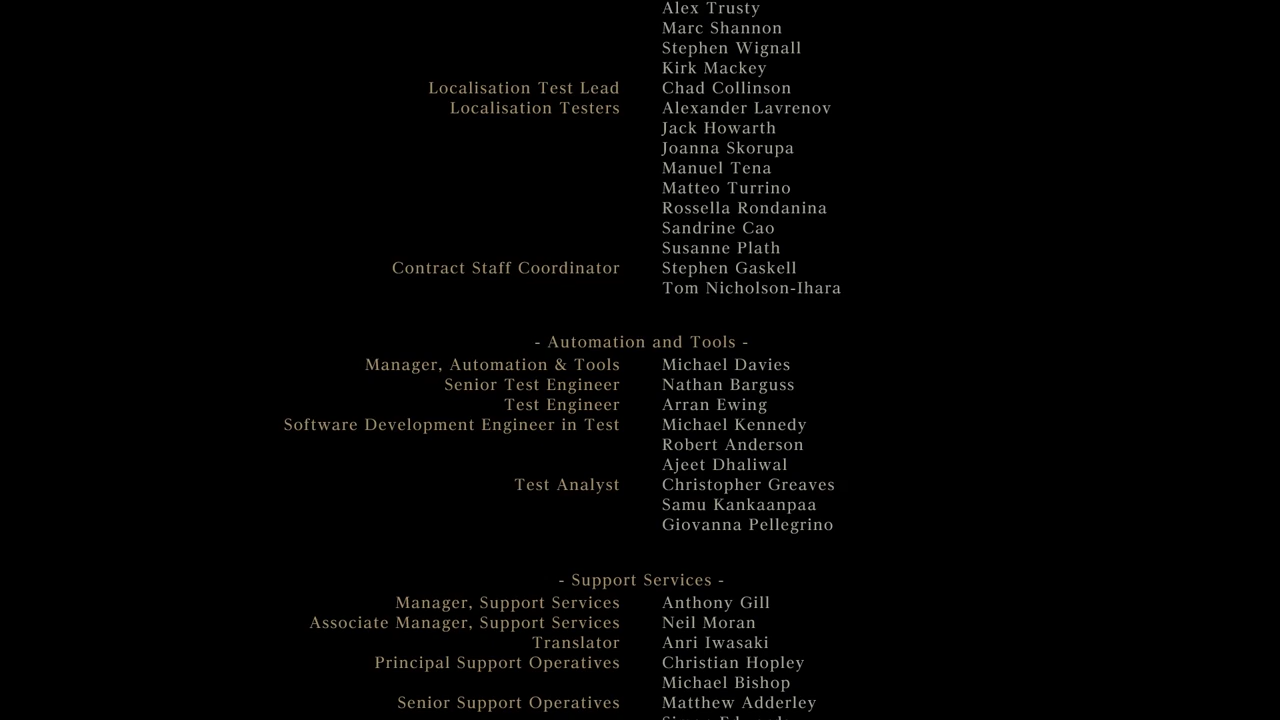 Alex Trusty
Marc Shannon
Stephen Wignall
Kirk Mackey
Localisation Test Lead Chad Collinson
Localisation Testers Alexander Lavrenov
Jack Howarth
Joanna Skorupa
Manuel Tena
Matteo Turrino
Rossella Rondanina
Sandrine Cao
Susanne Plath
Contract Staff Coordinator Stephen Gaskell
Tom Nicholson-Ihara
- Automation and Tools -
Manager, Automation & Tools Michael Davies
Senior Test Engineer Nathan Barguss
Test Engineer Arran Ewing
Software Development Engineer in Test Michael Kennedy
Robert Anderson
Ajeet Dhaliwal
Test Analyst Christopher Greaves
Samu Kankaanpaa
Giovanna Pellegrino
- Support Services -
Manager, Support Services Anthony Gill
Associate Manager, Support Services Neil Moran
Translator Anri Iwasaki
Principal Support Operatives Christian Hopley
Michael Bishop
Senior Support Operatives Matthew Adderley